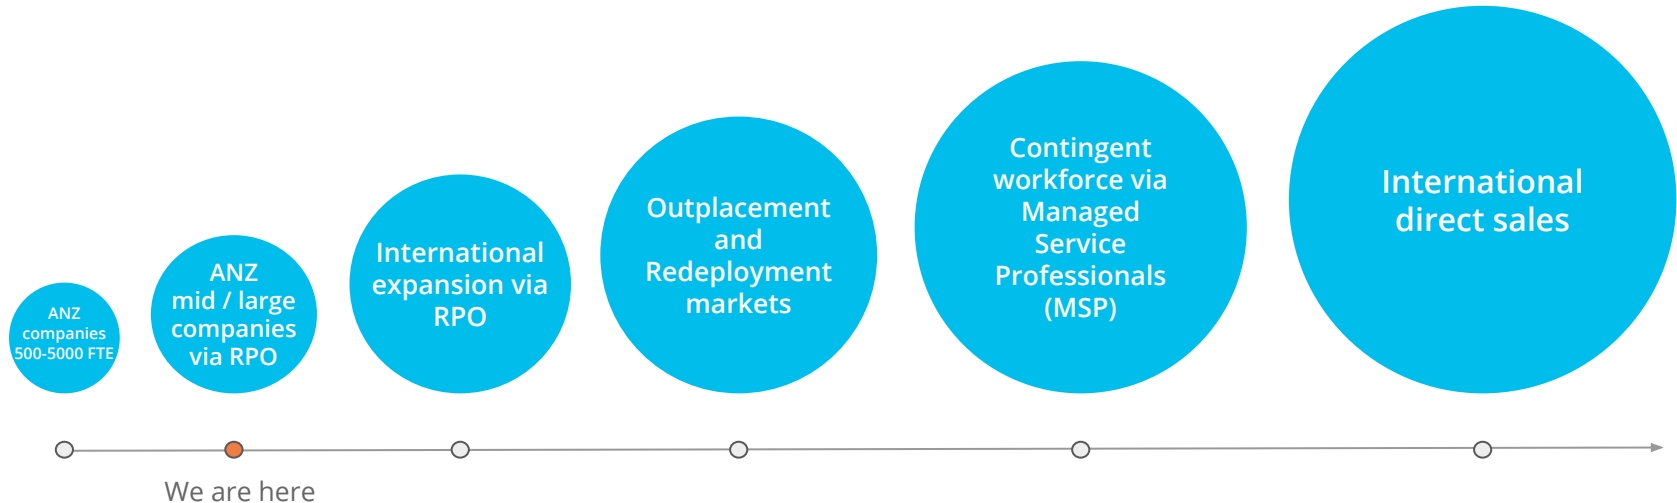 ANZ
companies
500-5000 FTE
ANZ
mid / large
companies
via RPO
International
expansion via
RPO
Outplacement
and
Redeployment
markets
Contingent
workforce via
Managed
Service
Professionals
(MSP)
International
direct sales
We are here